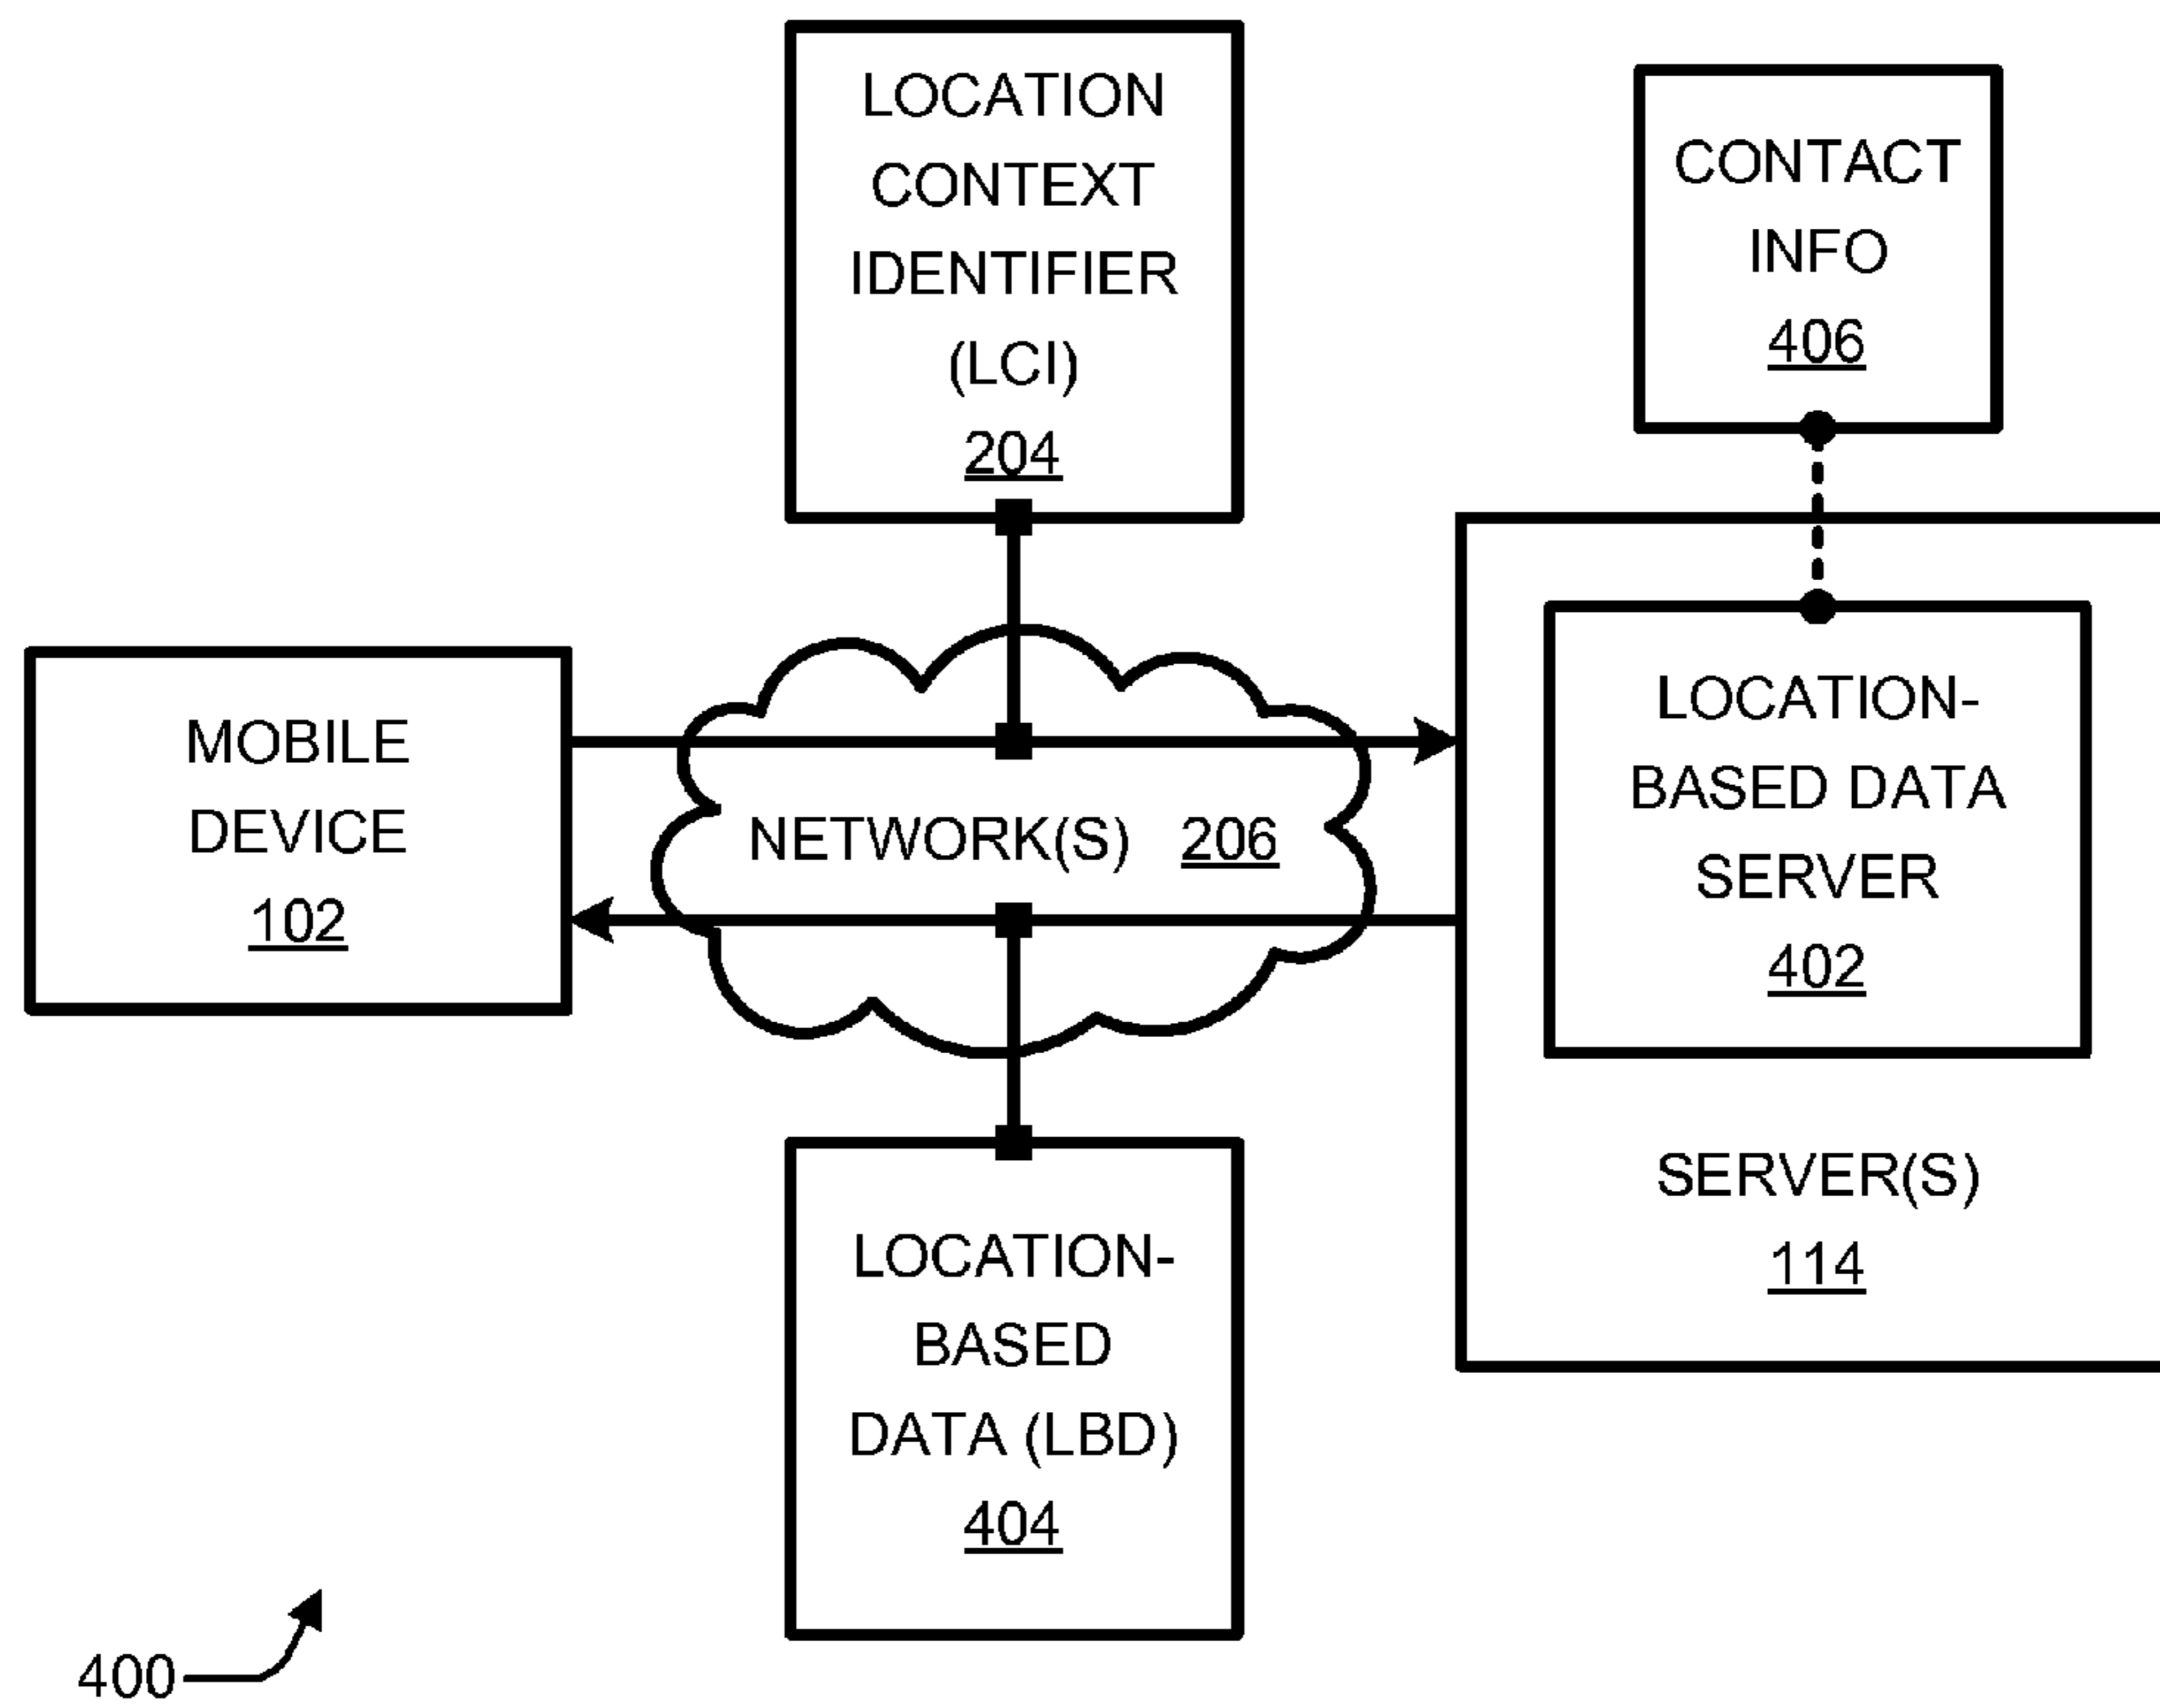 LOCATION
CONTEXT
IDENTIFIER
(LCI)
204
CONTACT
INFO
406
MOBILE
DEVICE
102
NETWORK(S) 206
LOCATION-
BASED DATA
SERVER
402
SERVER(S)
114
LOCATION-
BASED
DATA (LBD)
404
400